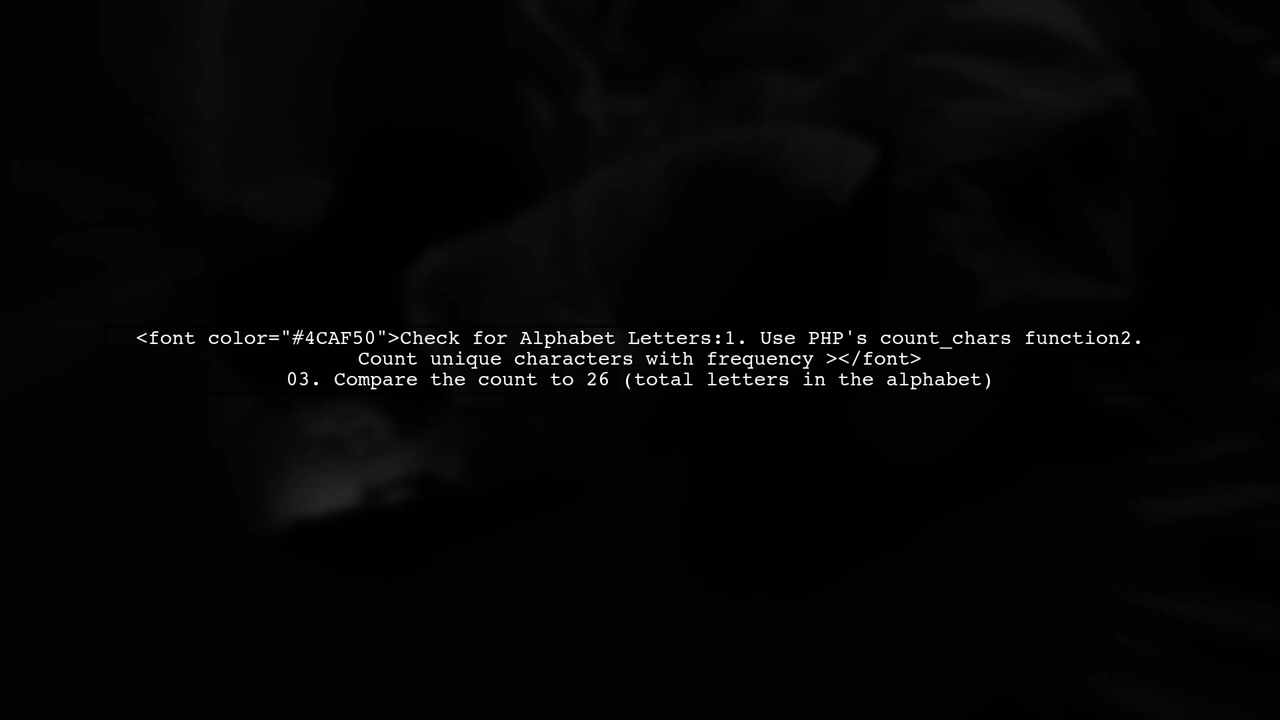 <font color="#4CAF50">Check for Alphabet Letters:1. Use PHP's count_chars function2.
Count unique characters with frequency ></font>
03. Compare the count to 26 (total letters in the alphabet)